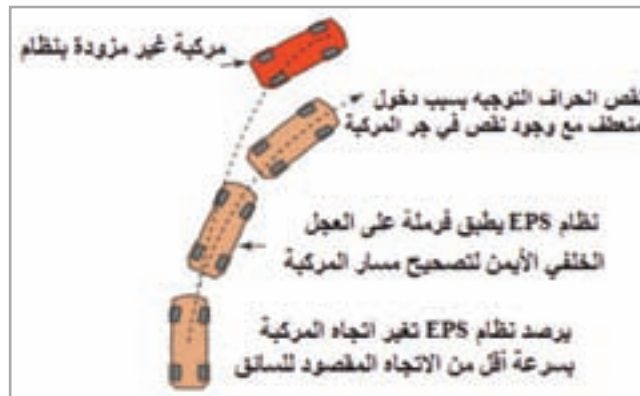 مركبة غير مزودة بنظام
نقص انحراف التوجيه بسبب دخول
منعطف مع وجود نقص في جر المركبة
نظام EPS يطبق فرملة على العجل
الخلفي الأيمن لتصحيح مسار المركبة
يرصد نظام EPS تغير اتجاه المركبة
بسرعة أقل من الاتجاه المقصود للسائق